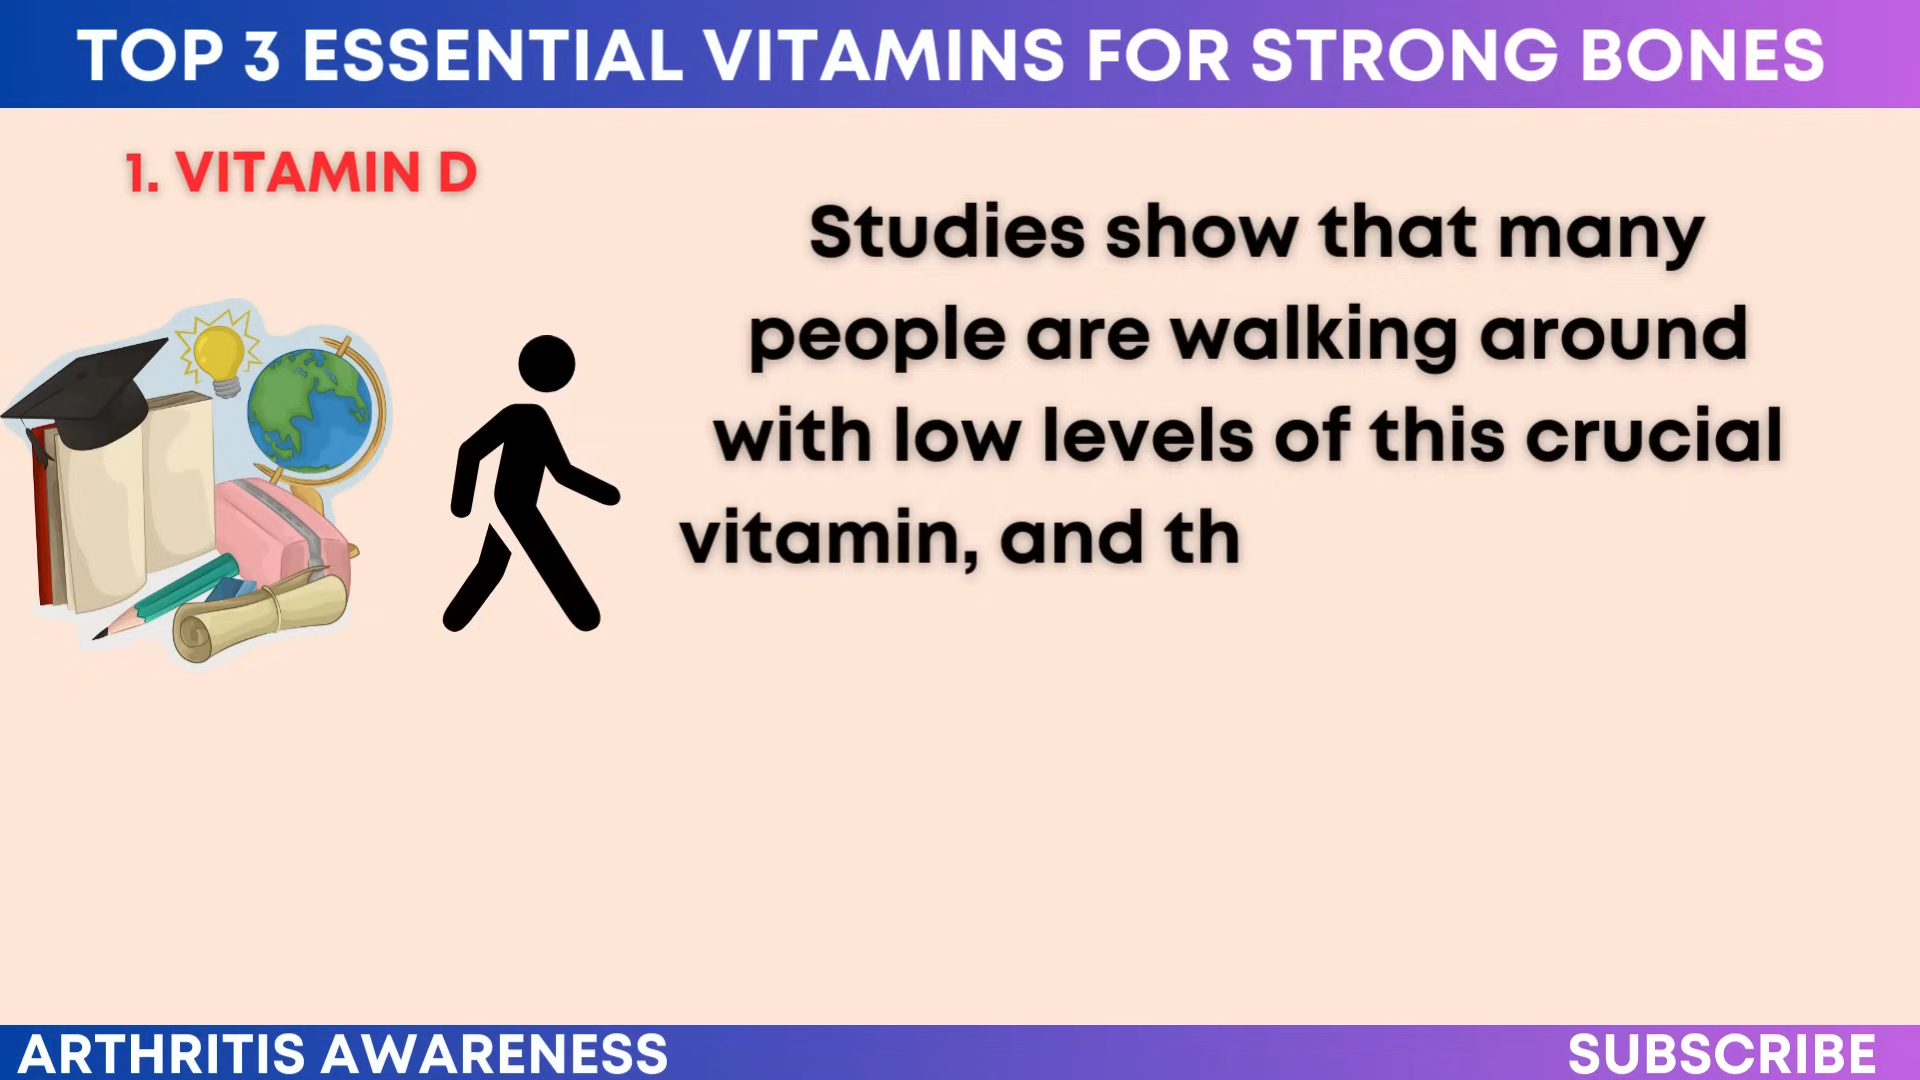 TOP 3 ESSENTIAL VITAMINS FOR STRONG BONES
1. VITAMIN D
Studies show that many
people are walking around
with low levels of this crucial
vitamin, and th
ARTHRITIS AWARENESS
SUBSCRIBE